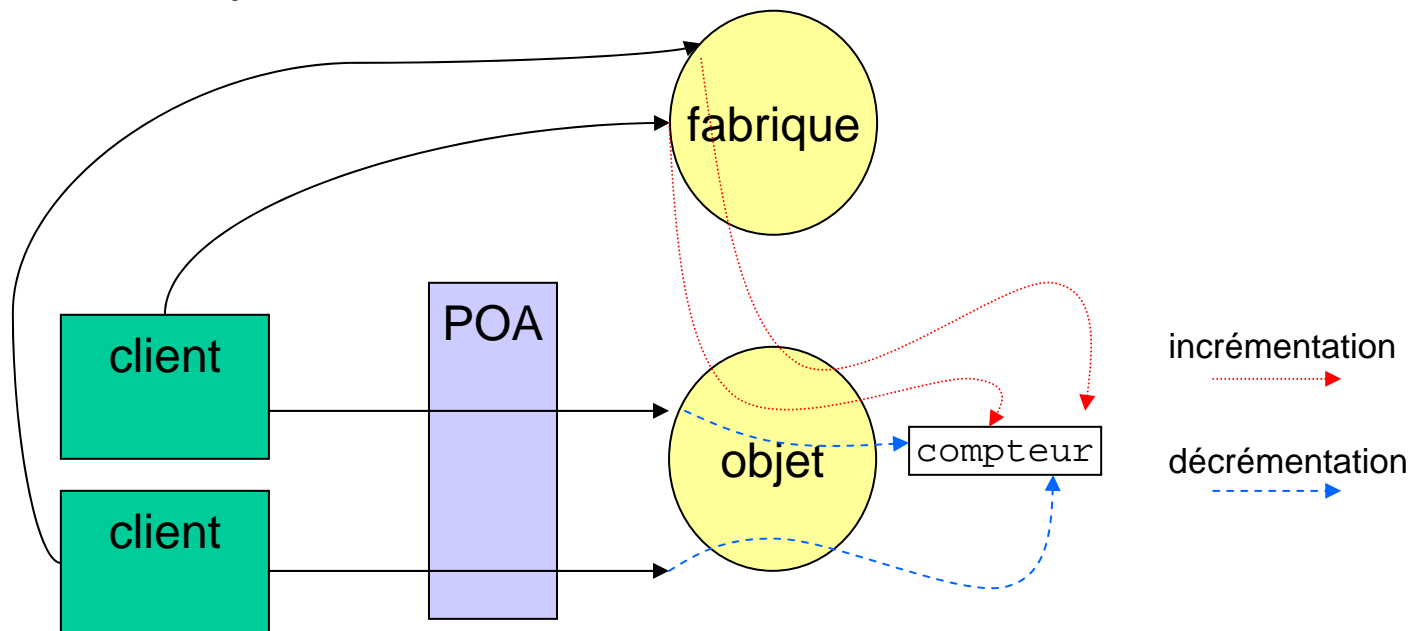 fabrique
POA
client
incrémentation
objet
compteur
décrémentation
client